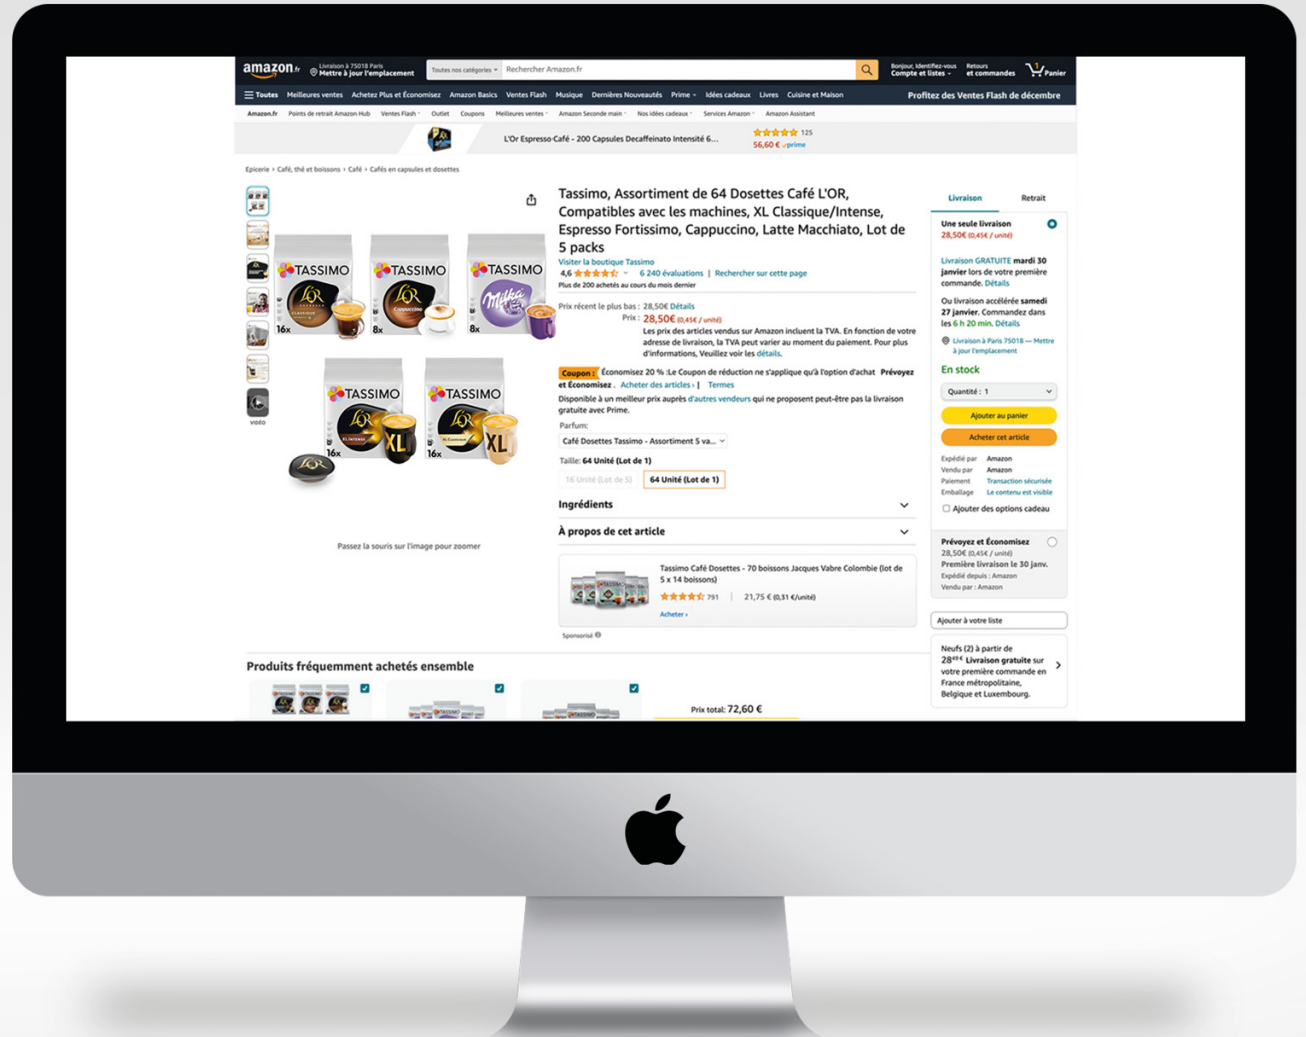 amazon.fr
Livraison à 75018 Paris
Mettre à jour l'emplacement
Toutes nos catégories
Rechercher Amazon.fr
Bonjour, Identifiez-vous
Compte et listes
Retours
et commandes
1
Panier
Toutes
Meilleures ventes
Achetez Plus et Économisez
Amazon Basics
Ventes Flash
Musique
Dernières Nouveautés
Prime
Idées cadeaux
Livres
Cuisine et Maison
Profitez des Ventes Flash de décembre
Amazon.fr
Points de retrait Amazon Hub
Ventes Flash
Outlet
Coupons
Meilleures ventes
Amazon Seconde main
Nos idées cadeaux
Services Amazon
Amazon Assistant
L'Or Espresso Café - 200 Capsules Decaffeinato Intensité 6...
125
56,60 € prime
Epicerie › Café, thé et boissons › Café › Cafés en capsules et dosettes
VIDÉO
TASSIMO
L'OR
CLASSIQUE
16x
TASSIMO
L'OR
Cappuccino
8x
TASSIMO
Milka
8x
TASSIMO
L'OR
XL INTENSE
XL
16x
TASSIMO
L'OR
XL CLASSIQUE
XL
16x
L'OR
Passez la souris sur l'image pour zoomer
Tassimo, Assortiment de 64 Dosettes Café L'OR,
Compatibles avec les machines, XL Classique/Intense,
Espresso Fortissimo, Cappuccino, Latte Macchiato, Lot de
5 packs
Visiter la boutique Tassimo
4,6
6 240 évaluations | Rechercher sur cette page
Plus de 200 achetés au cours du mois dernier
Prix récent le plus bas : 28,50€ Détails
Prix : 28,50€ (0,45€ / unité)
Les prix des articles vendus sur Amazon incluent la TVA. En fonction de votre
adresse de livraison, la TVA peut varier au moment du paiement. Pour plus
d'informations, Veuillez voir les détails.
Coupon : Économisez 20 % :Le Coupon de réduction ne s'applique qu'à l'option d'achat Prévoyez
et Économisez . Acheter des articles › | Termes
Disponible à un meilleur prix auprès d'autres vendeurs qui ne proposent peut-être pas la livraison
gratuite avec Prime.
Parfum:
Café Dosettes Tassimo - Assortiment 5 va...
Taille: 64 Unité (Lot de 1)
16 Unité (Lot de 5)
64 Unité (Lot de 1)
Ingrédients
À propos de cet article
Tassimo Café Dosettes - 70 boissons Jacques Vabre Colombie (lot de
5 x 14 boissons)
791 | 21,75 € (0,31 €/unité)
Acheter ›
Sponsorisé
Livraison
Retrait
Une seule livraison
28,50€ (0,45€ / unité)
Livraison GRATUITE mardi 30
janvier lors de votre première
commande. Détails
Ou livraison accélérée samedi
27 janvier. Commandez dans
les 6 h 20 min. Détails
Livraison à Paris 75018 — Mettre
à jour l'emplacement
En stock
Quantité : 1
Ajouter au panier
Acheter cet article
Expédié par Amazon
Vendu par Amazon
Paiement Transaction sécurisée
Emballage Le contenu est visible
Ajouter des options cadeau
Prévoyez et Économisez
28,50€ (0,45€ / unité)
Première livraison le 30 janv.
Expédié depuis : Amazon
Vendu par : Amazon
Ajouter à votre liste
Neufs (2) à partir de
28⁴⁹€ Livraison gratuite sur
votre première commande en
France métropolitaine,
Belgique et Luxembourg.
Produits fréquemment achetés ensemble
TASSIMO
TASSIMO
Prix total: 72,60 €